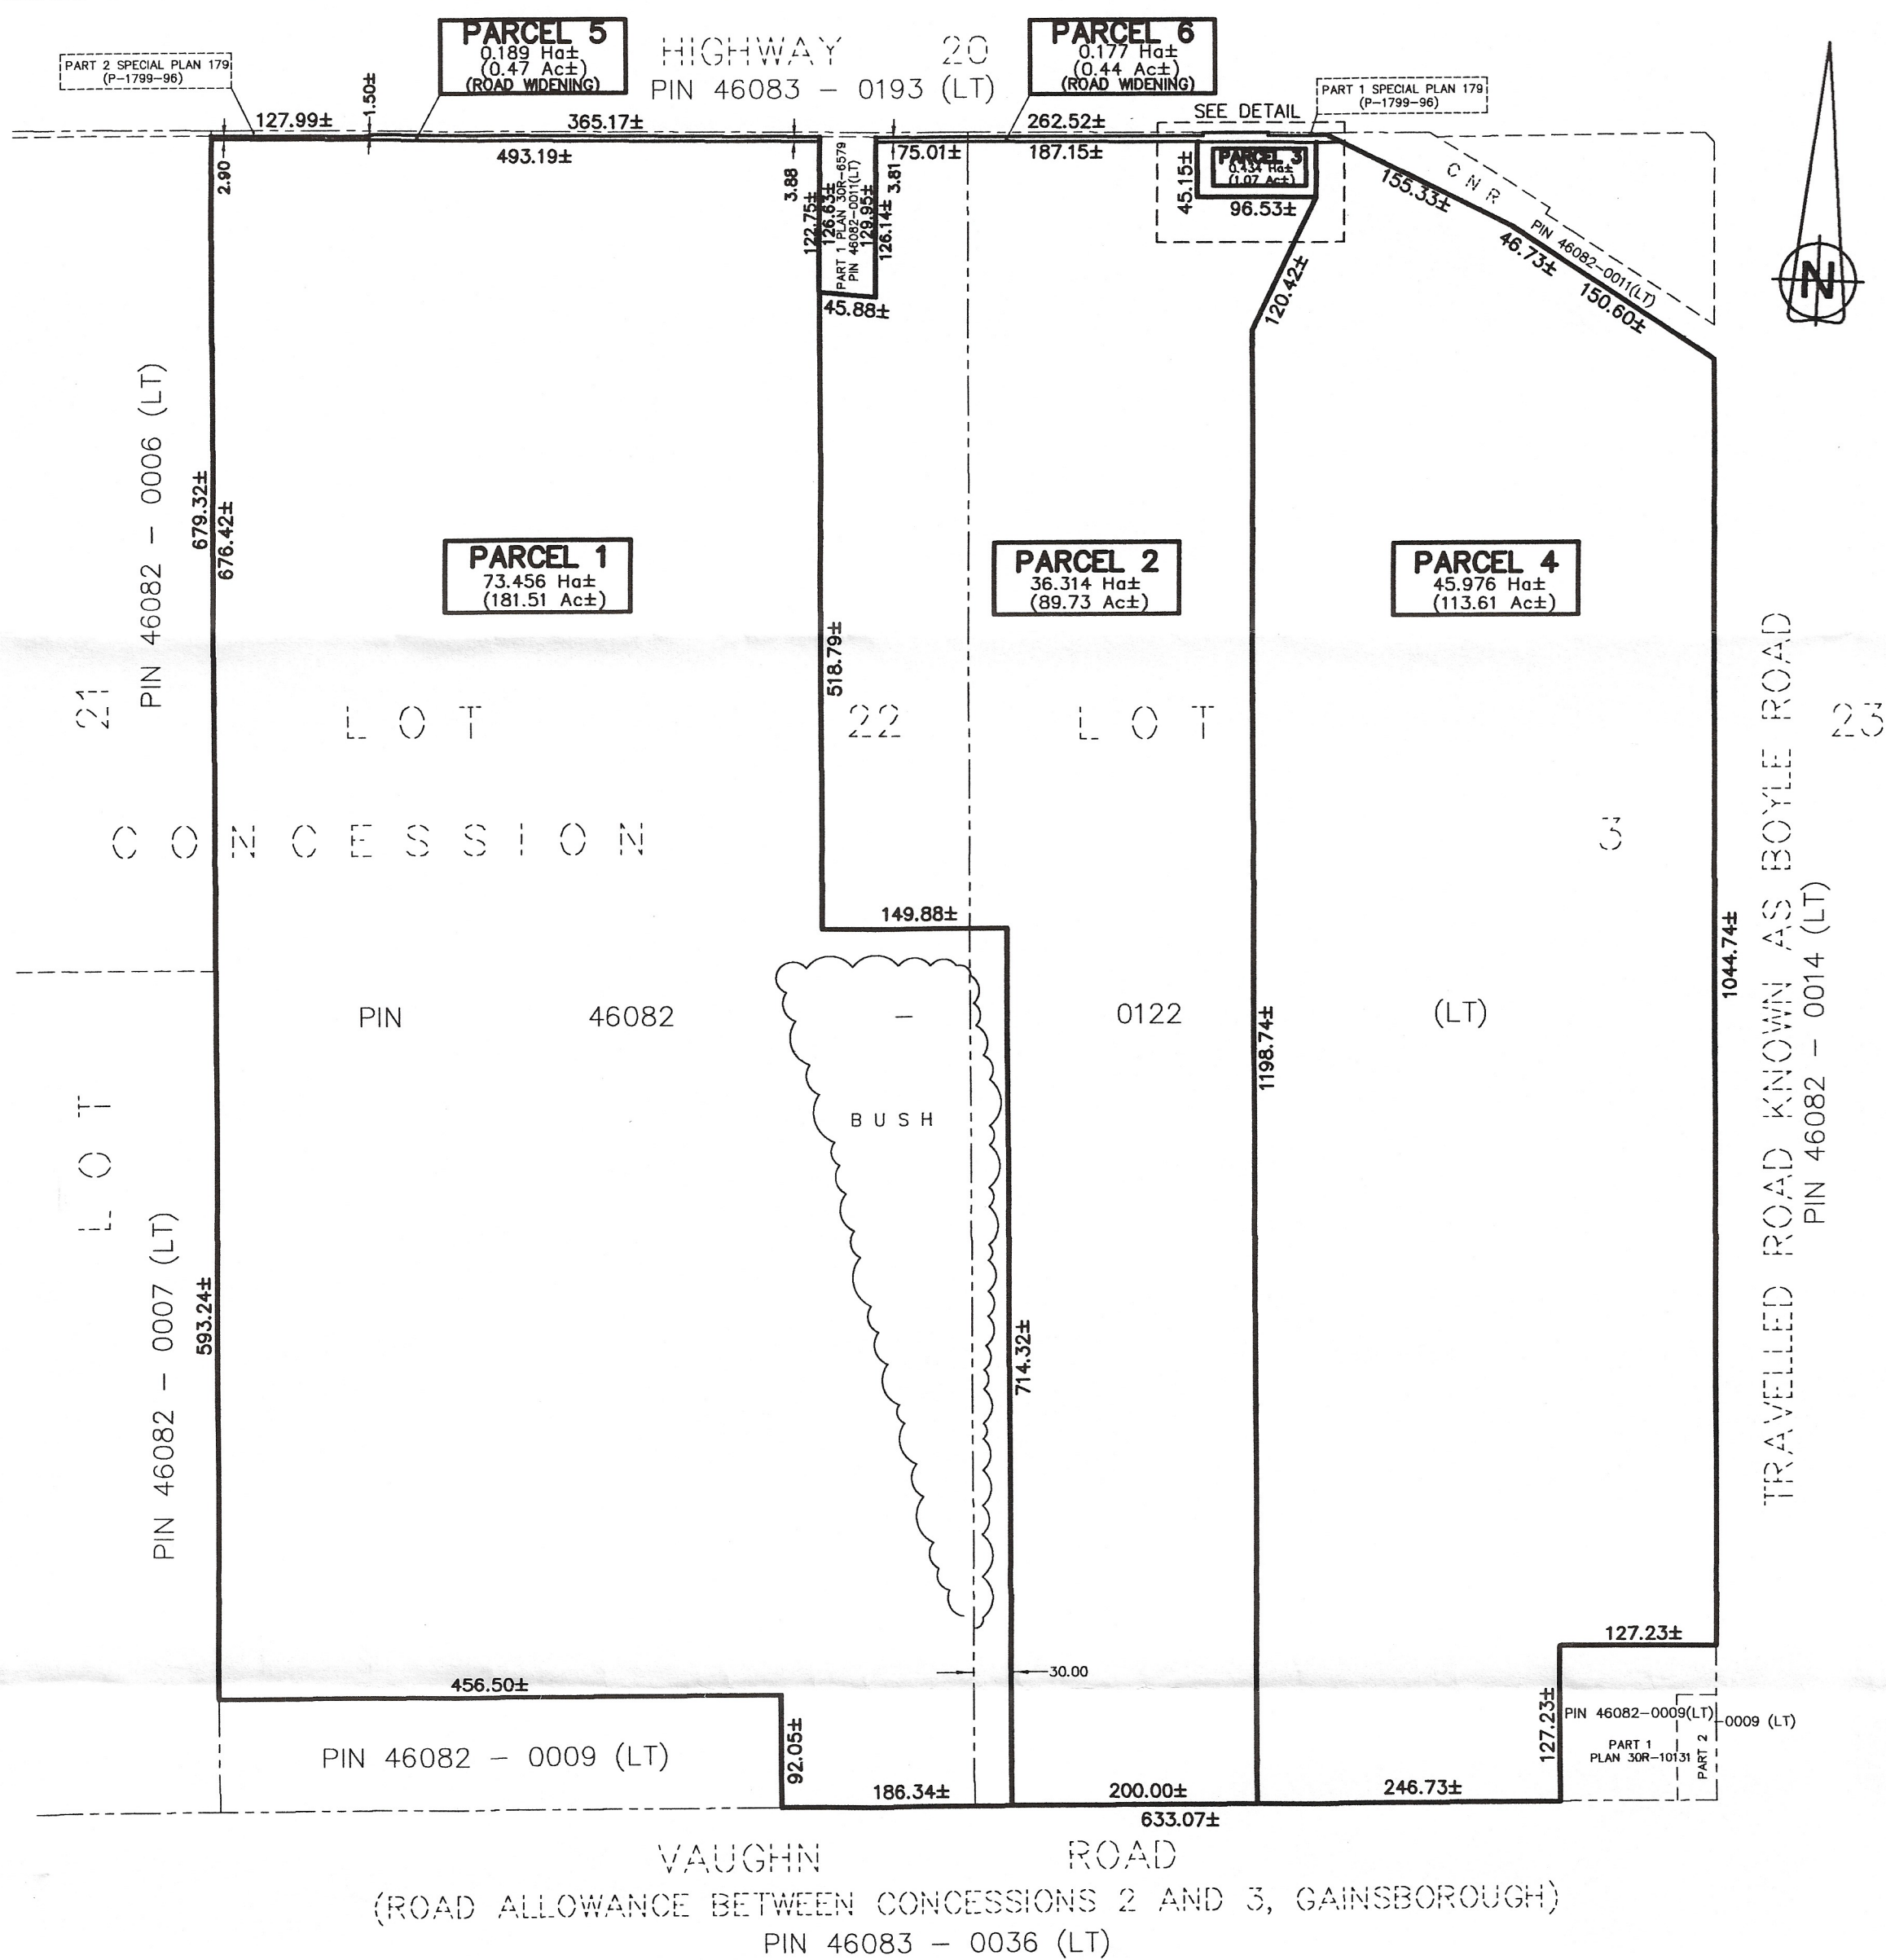 PARCEL 5
0.189 Ha±
(0.47 Ac±)
(ROAD WIDENING)
HIGHWAY 20
PIN 46083 - 0193 (LT)
PARCEL 6
0.177 Ha±
(0.44 Ac±)
(ROAD WIDENING)
PART 2 SPECIAL PLAN 179
(P-1799-96)
PART 1 SPECIAL PLAN 179
(P-1799-96)
SEE DETAIL
127.99±
1.50±
365.17±
262.52±
493.19±
75.01±
187.15±
2.90
3.88
3.81
122.75±
126.63±
PART 1 PLAN 30R-6579
PIN 46082-0011(LT)
129.95±
126.14±
45.88±
45.15±
PARCEL 3
0.434 Ha±
(1.07 Ac±)
96.53±
155.33±
CNR
PIN 46082-0011(LT)
46.73±
150.60±
120.42±
N
PIN 46082 - 0006 (LT)
679.32±
676.42±
PARCEL 1
73.456 Ha±
(181.51 Ac±)
PARCEL 2
36.314 Ha±
(89.73 Ac±)
PARCEL 4
45.976 Ha±
(113.61 Ac±)
518.79±
21
LOT 22 LOT
23
CONCESSION 3
149.88±
PIN 46082 - 0122 (LT)
BUSH
1198.74±
1044.74±
TRAVELLED ROAD KNOWN AS BOYLE ROAD
PIN 46082 - 0014 (LT)
LOT
PIN 46082 - 0007 (LT)
593.24±
714.32±
30.00
127.23±
127.23±
456.50±
92.05±
PIN 46082 - 0009 (LT)
PIN 46082-0009(LT)
-0009 (LT)
PART 1
PLAN 30R-10131
PART 2
186.34±
200.00±
246.73±
633.07±
VAUGHN ROAD
(ROAD ALLOWANCE BETWEEN CONCESSIONS 2 AND 3, GAINSBOROUGH)
PIN 46083 - 0036 (LT)